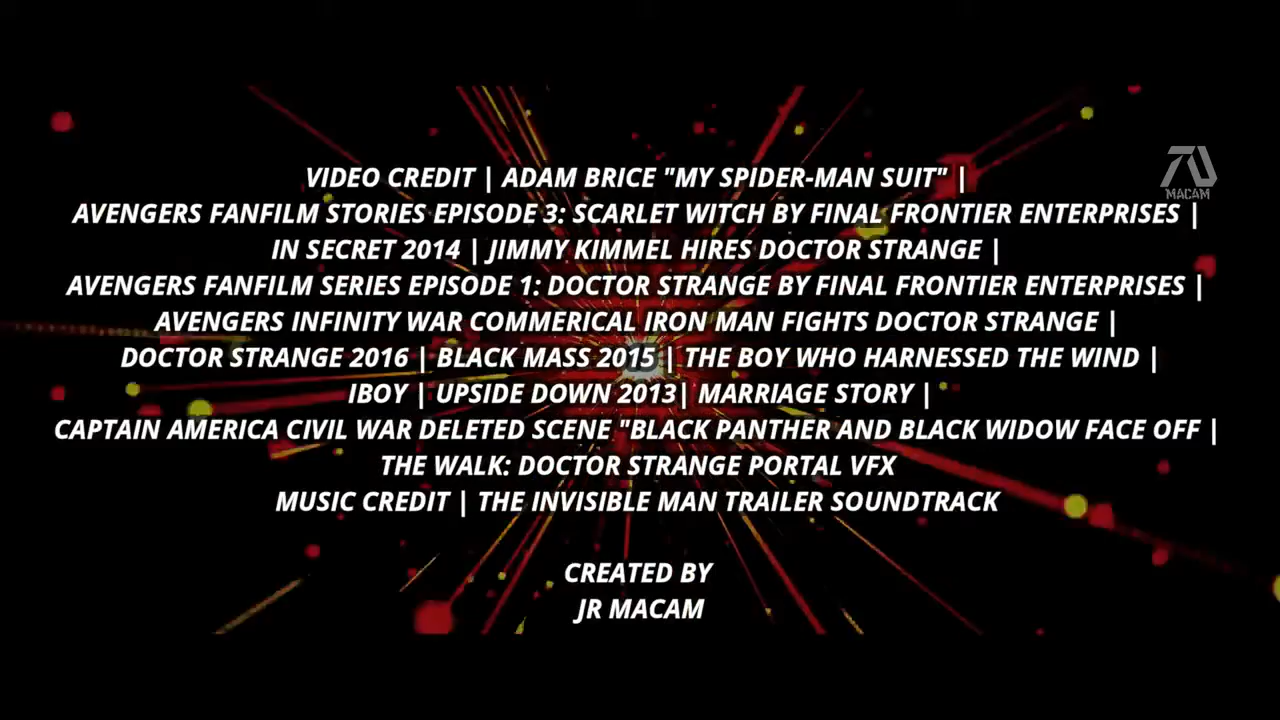 VIDEO CREDIT | ADAM BRICE "MY SPIDER-MAN SUIT" |
AVENGERS FANFILM STORIES EPISODE 3: SCARLET WITCH BY FINAL FRONTIER ENTERPRISES |
IN SECRET 2014 | JIMMY KIMMEL HIRES DOCTOR STRANGE |
AVENGERS FANFILM SERIES EPISODE 1: DOCTOR STRANGE BY FINAL FRONTIER ENTERPRISES |
AVENGERS INFINITY WAR COMMERICAL IRON MAN FIGHTS DOCTOR STRANGE |
DOCTOR STRANGE 2016 | BLACK MASS 2015 | THE BOY WHO HARNESSED THE WIND |
IBOY | UPSIDE DOWN 2013| MARRIAGE STORY |
CAPTAIN AMERICA CIVIL WAR DELETED SCENE "BLACK PANTHER AND BLACK WIDOW FACE OFF |
THE WALK: DOCTOR STRANGE PORTAL VFX
MUSIC CREDIT | THE INVISIBLE MAN TRAILER SOUNDTRACK
CREATED BY
JR MACAM
MACAM